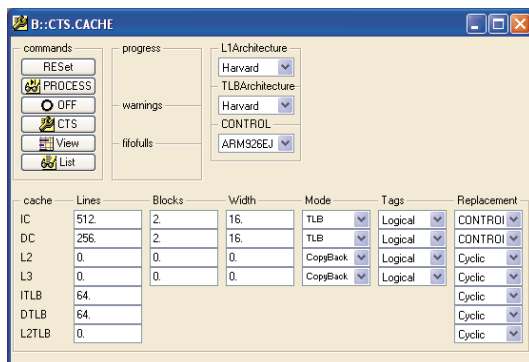 B::CTS.CACHE
commands progress L1Architecture
RESet Harvard
PROCESS TLBArchitecture
OFF warnings Harvard
CTS CONTROL
View fifofulls ARM926EJ
List
cache Lines Blocks Width Mode Tags Replacement
IC 512. 2. 16. TLB Logical CONTROL
DC 256. 2. 16. TLB Logical CONTROL
L2 0. 0. 0. CopyBack Logical Cyclic
L3 0. 0. 0. CopyBack Logical Cyclic
ITLB 64. Cyclic
DTLB 64. Cyclic
L2TLB 0. Cyclic